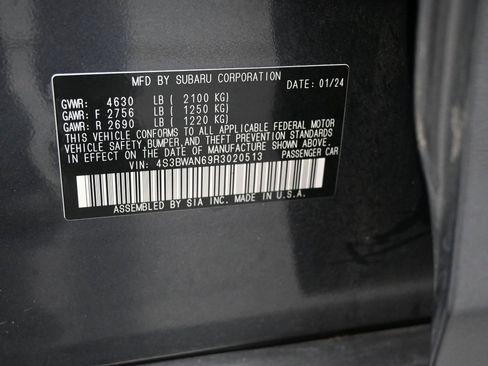 MFD BY SUBARU CORPORATION
DATE: 01/24
GVWR: 4630 LB ( 2100 KG)
GAWR: F 2756 LB ( 1250 KG)
GAWR: R 2690 LB ( 1220 KG)
THIS VEHICLE CONFORMS TO ALL APPLICABLE FEDERAL MOTOR
VEHICLE SAFETY, BUMPER, AND THEFT PREVENTION STANDARDS
IN EFFECT ON THE DATE OF MANUFACTURE SHOWN ABOVE.
VIN: 4S3BWAN69R3020513 PASSENGER CAR
ASSEMBLED BY SIA INC. MADE IN U.S.A.